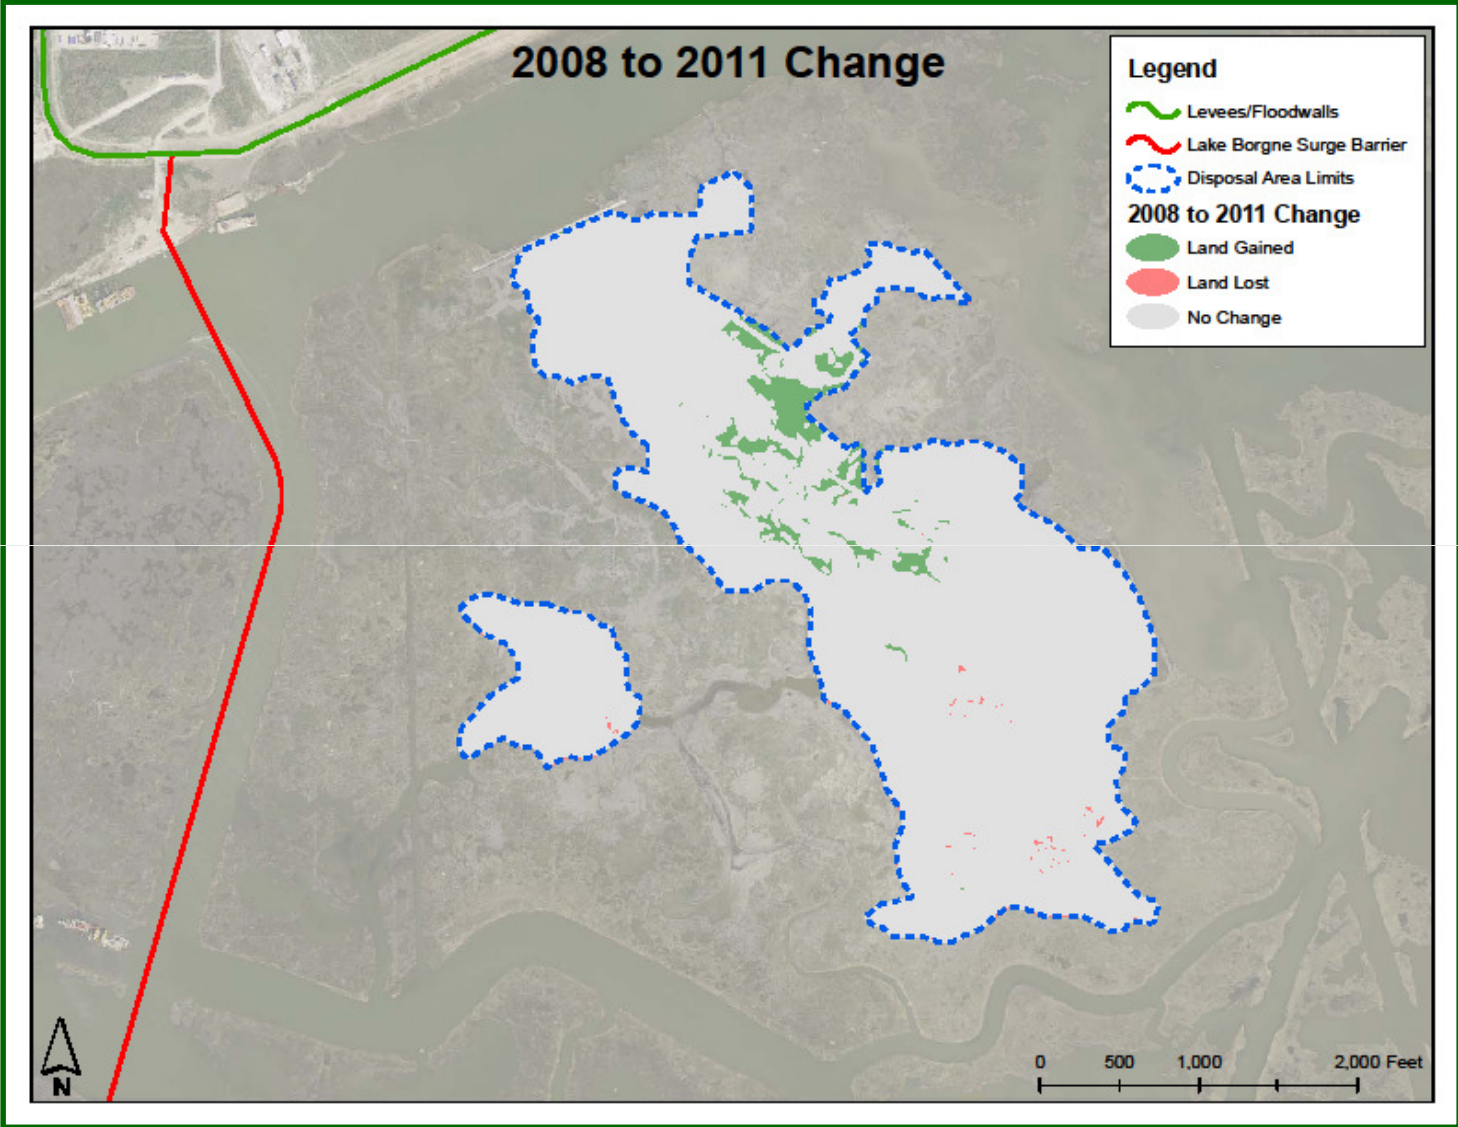 2008 to 2011 Change
Legend
Levees/Floodwalls
Lake Borgne Surge Barrier
Disposal Area Limits
2008 to 2011 Change
Land Gained
Land Lost
No Change
N
0 500 1,000 2,000 Feet